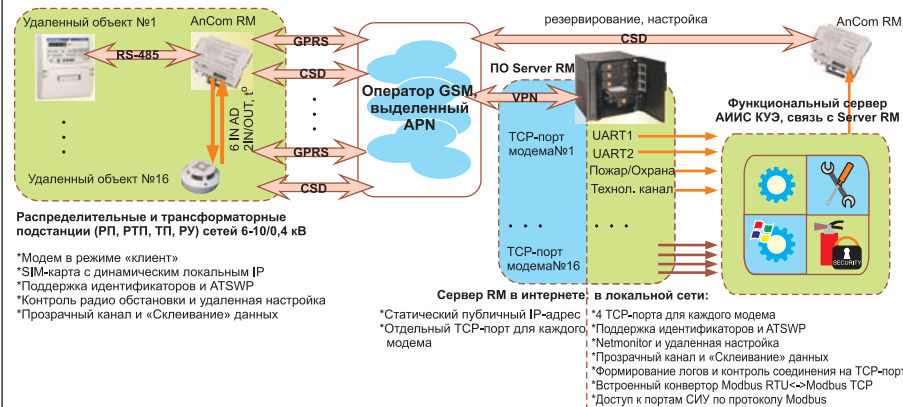 Удаленный объект №1
AnCom RM
RS-485
6 IN AD
2IN/OUT, t°
Удаленный объект №16
GPRS
CSD
GPRS
CSD
Оператор GSM,
выделенный
APN
резервирование, настройка
CSD
AnCom RM
ПО Server RM
VPN
TCP-порт
модема№1
UART1
UART2
Пожар/Охрана
Технол. канал
. . .
. . .
TCP-порт
модема№16
Функциональный сервер
АИИС КУЭ, связь с Server RM
SECURITY
Распределительные и трансформаторные
подстанции (РП, РТП, ТП, РУ) сетей 6-10/0,4 кВ
*Модем в режиме «клиент»
*SIM-карта с динамическим локальным IP
*Поддержка идентификаторов и ATSWP
*Контроль радио обстановки и удаленная настройка
*Прозрачный канал и «Склеивание» данных
Сервер RM в интернете:
*Статический публичный IP-адрес
*Отдельный TCP-порт для каждого
модема
в локальной сети:
*4 TCP-порта для каждого модема
*Поддержка идентификаторов и ATSWP
*Netmonitor и удаленная настройка
*Прозрачный канал и «Склеивание» данных
*Формирование логов и контроль соединения на TCP-порт
*Встроенный конвертор Modbus RTU<->Modbus TCP
*Доступ к портам СИУ по протоколу Modbus